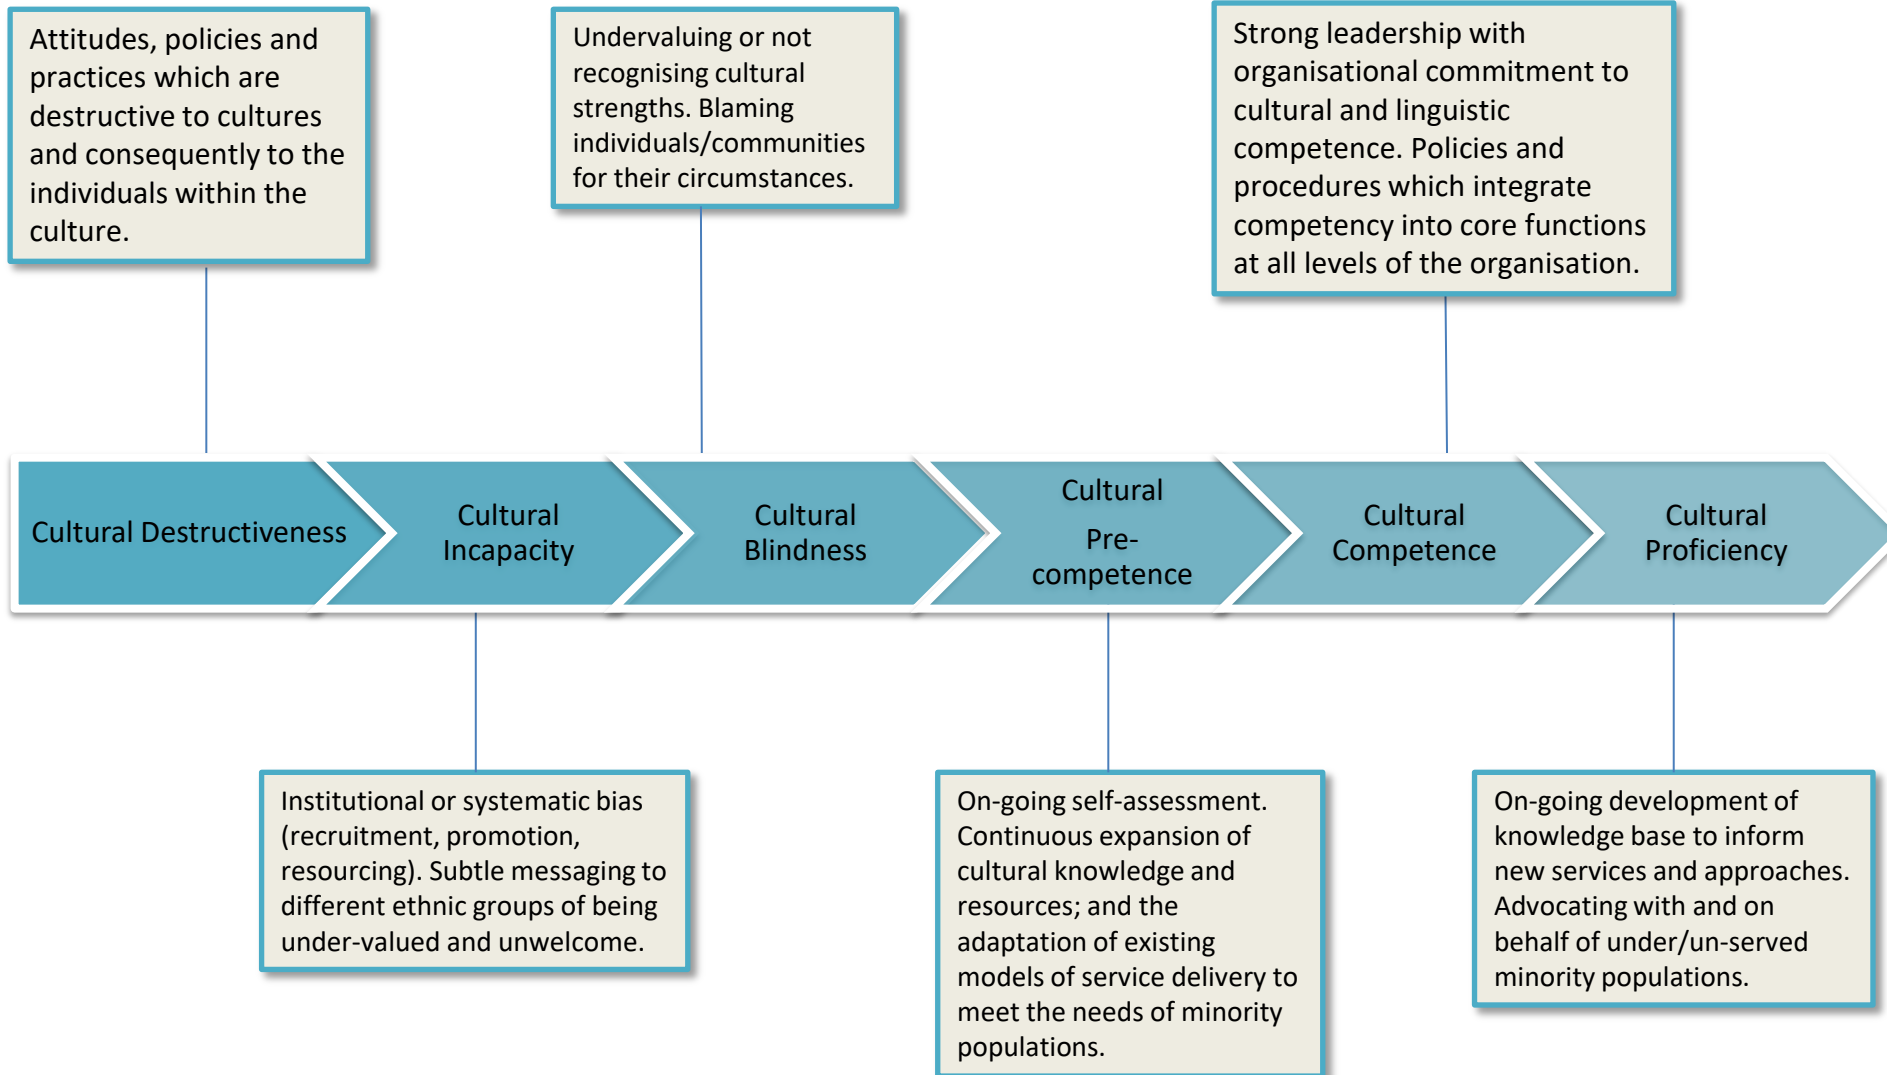 Attitudes, policies and
practices which are
destructive to cultures
and consequently to the
individuals within the
culture.
Undervaluing or not
recognising cultural
strengths. Blaming
individuals/communities
for their circumstances.
Strong leadership with
organisational commitment to
cultural and linguistic
competence. Policies and
procedures which integrate
competency into core functions
at all levels of the organisation.
Cultural Destructiveness
Cultural
Incapacity
Cultural
Blindness
Cultural
Pre-
competence
Cultural
Competence
Cultural
Proficiency
Institutional or systematic bias
(recruitment, promotion,
resourcing). Subtle messaging to
different ethnic groups of being
under-valued and unwelcome.
On-going self-assessment.
Continuous expansion of
cultural knowledge and
resources; and the
adaptation of existing
models of service delivery to
meet the needs of minority
populations.
On-going development of
knowledge base to inform
new services and approaches.
Advocating with and on
behalf of under/un-served
minority populations.